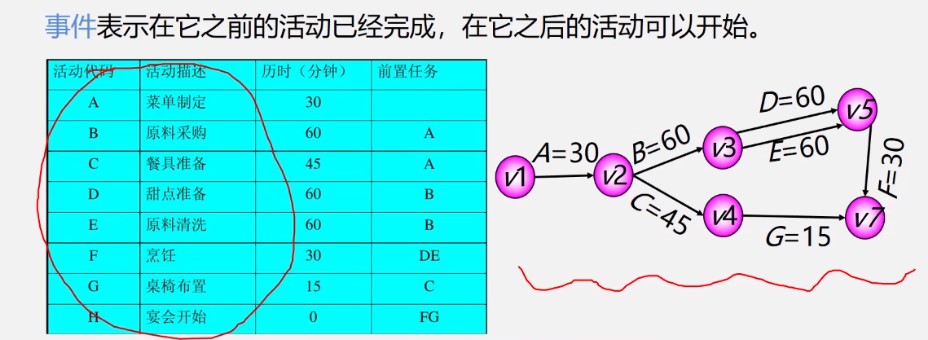 事件表示在它之前的活动已经完成，在它之后的活动可以开始。
活动代码 活动描述 历时（分钟） 前置任务
A 菜单制定 30
B 原料采购 60 A
C 餐具准备 45 A
D 甜点准备 60 B
E 原料清洗 60 B
F 烹饪 30 DE
G 桌椅布置 15 C
H 宴会开始 0 FG
v1
A=30
v2
B=60
C=45
v3
v4
D=60
E=60
G=15
v5
F=30
v7